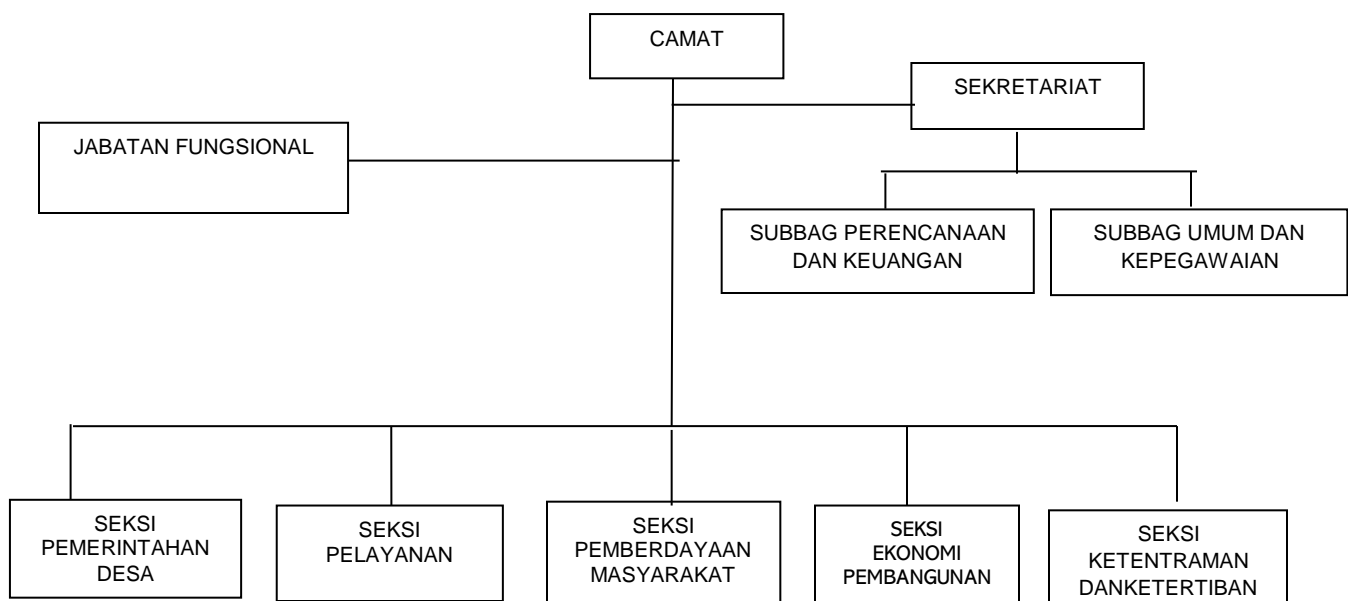 CAMAT
SEKRETARIAT
JABATAN FUNGSIONAL
SUBBAG PERENCANAAN
DAN KEUANGAN
SUBBAG UMUM DAN
KEPEGAWAIAN
SEKSI
PEMERINTAHAN
DESA
SEKSI
PELAYANAN
SEKSI
PEMBERDAYAAN
MASYARAKAT
SEKSI
EKONOMI
PEMBANGUNAN
SEKSI
KETENTRAMAN
DANKETERTIBAN